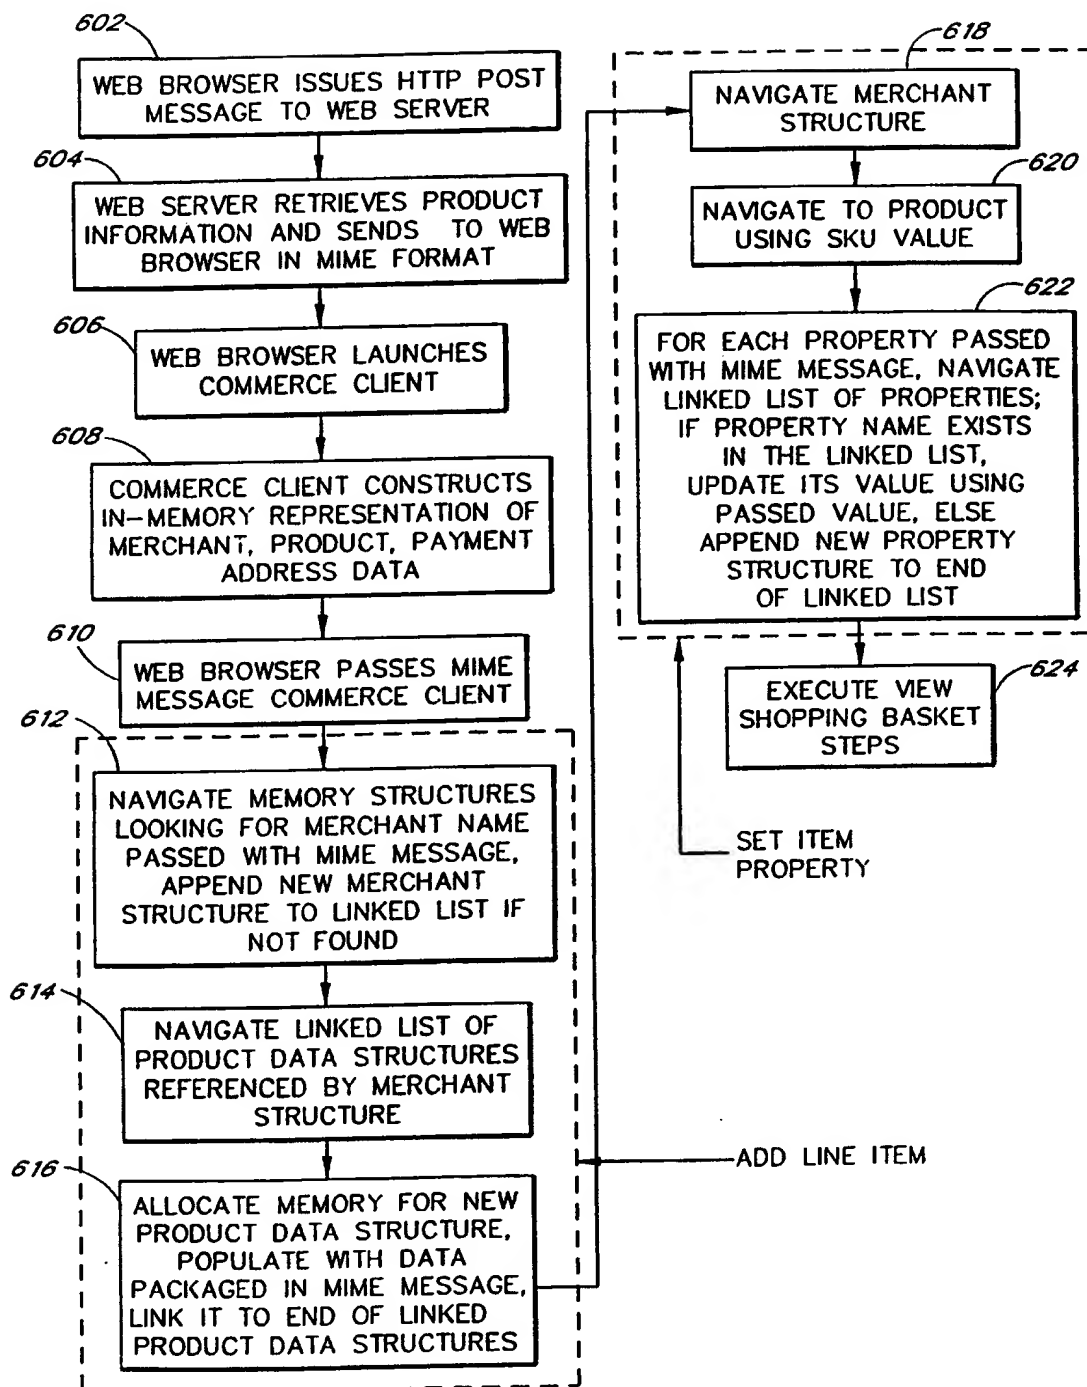 602
WEB BROWSER ISSUES HTTP POST
MESSAGE TO WEB SERVER
604
WEB SERVER RETRIEVES PRODUCT
INFORMATION AND SENDS TO WEB
BROWSER IN MIME FORMAT
606
WEB BROWSER LAUNCHES
COMMERCE CLIENT
608
COMMERCE CLIENT CONSTRUCTS
IN-MEMORY REPRESENTATION OF
MERCHANT, PRODUCT, PAYMENT
ADDRESS DATA
610
WEB BROWSER PASSES MIME
MESSAGE COMMERCE CLIENT
612
NAVIGATE MEMORY STRUCTURES
LOOKING FOR MERCHANT NAME
PASSED WITH MIME MESSAGE,
APPEND NEW MERCHANT
STRUCTURE TO LINKED LIST IF
NOT FOUND
614
NAVIGATE LINKED LIST OF
PRODUCT DATA STRUCTURES
REFERENCED BY MERCHANT
STRUCTURE
616
ALLOCATE MEMORY FOR NEW
PRODUCT DATA STRUCTURE,
POPULATE WITH DATA
PACKAGED IN MIME MESSAGE,
LINK IT TO END OF LINKED
PRODUCT DATA STRUCTURES
ADD LINE ITEM
618
NAVIGATE MERCHANT
STRUCTURE
620
NAVIGATE TO PRODUCT
USING SKU VALUE
622
FOR EACH PROPERTY PASSED
WITH MIME MESSAGE, NAVIGATE
LINKED LIST OF PROPERTIES;
IF PROPERTY NAME EXISTS
IN THE LINKED LIST,
UPDATE ITS VALUE USING
PASSED VALUE, ELSE
APPEND NEW PROPERTY
STRUCTURE TO END
OF LINKED LIST
624
EXECUTE VIEW
SHOPPING BASKET
STEPS
SET ITEM
PROPERTY